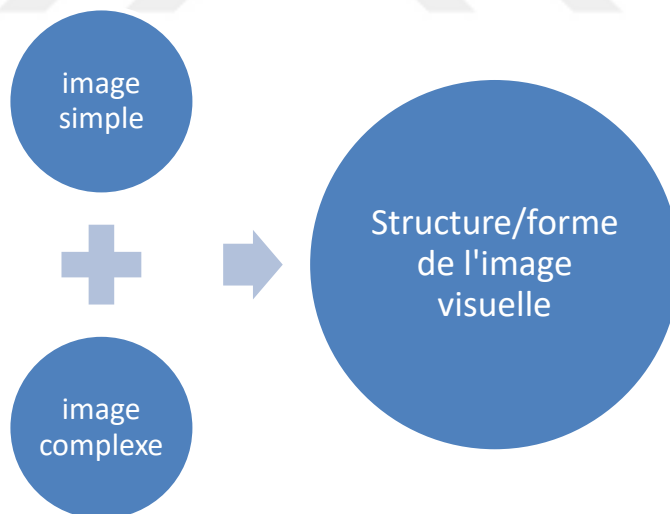 image
simple
image
complexe
Structure/forme
de l'image
visuelle